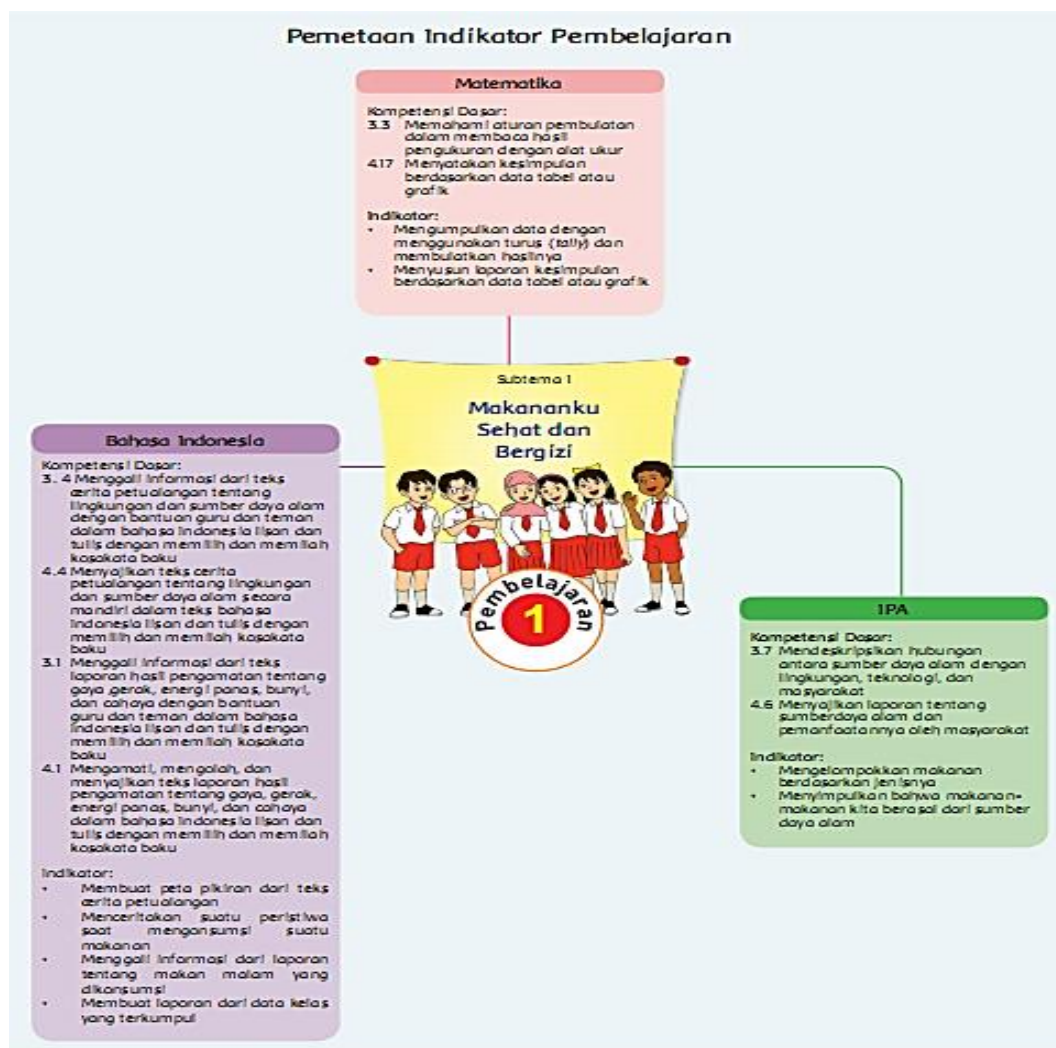 Pemetaan Indikator Pembelajaran
Matematika
Kompetensi Dasar:
3.3 Memahami aturan pembulatan
dalam membaca hasil
pengukuran dengan alat ukur
4.17 Menyatakan kesimpulan
berdasarkan data tabel atau
grafik
Indikator:
• Mengumpulkan data dengan
menggunakan turus (tally) dan
membulatkan hasilnya
• Menyusun laporan kesimpulan
berdasarkan data tabel atau grafik
Subtema 1
Makananku
Sehat dan
Bergizi
Pembelajaran
1
Bahasa Indonesia
Kompetensi Dasar:
3. 4 Menggali informasi dari teks
cerita petualangan tentang
lingkungan dan sumber daya alam
dengan bantuan guru dan teman
dalam bahasa Indonesia lisan dan
tulis dengan memilih dan memilah
kosakata baku
4.4 Menyajikan teks cerita
petualangan tentang lingkungan
dan sumber daya alam secara
mandiri dalam teks bahasa
Indonesia lisan dan tulis dengan
memilih dan memilah kosakata
baku
3.1 Menggali informasi dari teks
laporan hasil pengamatan tentang
gaya ,gerak, energi panas, bunyi,
dan cahaya dengan bantuan
guru dan teman dalam bahasa
Indonesia lisan dan tulis dengan
memilih dan memilah kosakata
baku
4.1 Mengamati, mengolah, dan
menyajikan teks laporan hasil
pengamatan tentang gaya, gerak,
energi panas, bunyi, dan cahaya
dalam bahasa Indonesia lisan dan
tulis dengan memilih dan memilah
kosakata baku
Indikator:
• Membuat peta pikiran dari teks
cerita petualangan
• Menceritakan suatu peristiwa
saat mengonsumsi suatu
makanan
• Menggali informasi dari laporan
tentang makan malam yang
dikonsumsi
• Membuat laporan dari data kelas
yang terkumpul
IPA
Kompetensi Dasar:
3.7 Mendeskripsikan hubungan
antara sumber daya alam dengan
lingkungan, teknologi, dan
masyarakat
4.6 Menyajikan laporan tentang
sumberdaya alam dan
pemanfaatannya oleh masyarakat
Indikator:
• Mengelompokkan makanan
berdasarkan jenisnya
• Menyimpulkan bahwa makanan-
makanan kita berasal dari sumber
daya alam